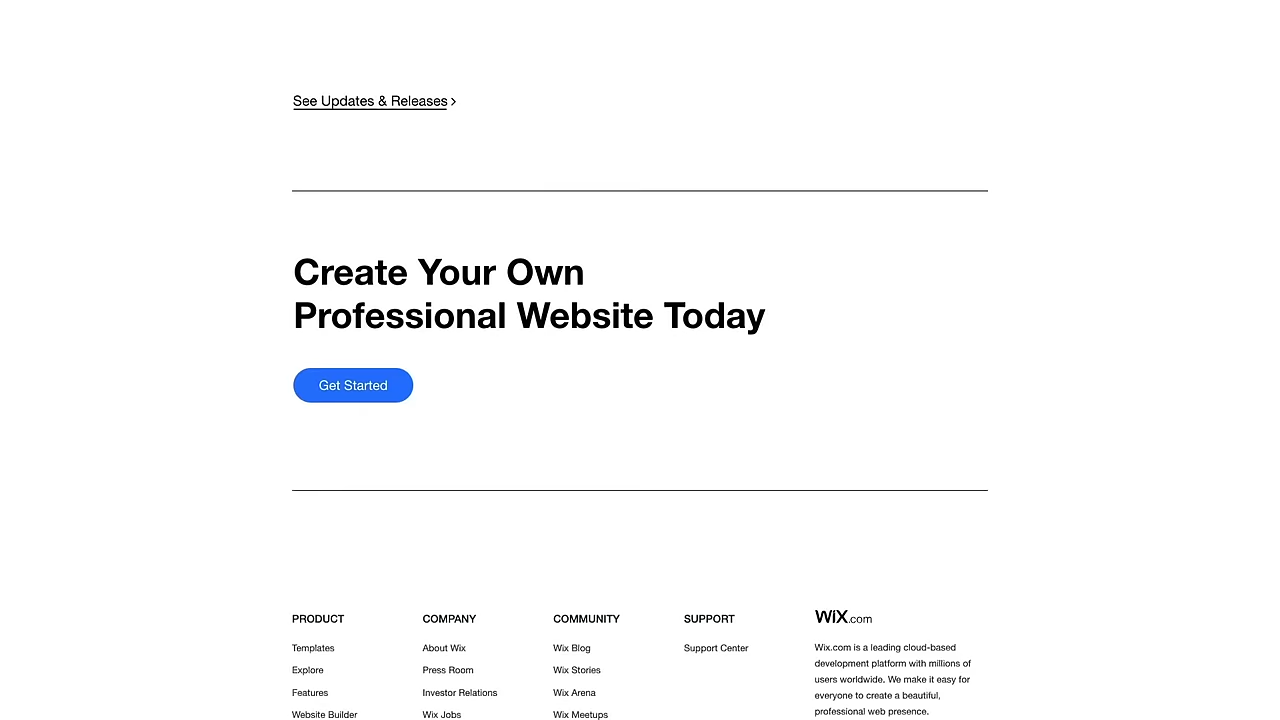 See Updates & Releases >
Create Your Own
Professional Website Today
Get Started
PRODUCT
Templates
Explore
Features
Website Builder
COMPANY
About Wix
Press Room
Investor Relations
Wix Jobs
COMMUNITY
Wix Blog
Wix Stories
Wix Arena
Wix Meetups
SUPPORT
Support Center
WiX.com
Wix.com is a leading cloud-based
development platform with millions of
users worldwide. We make it easy for
everyone to create a beautiful,
professional web presence.